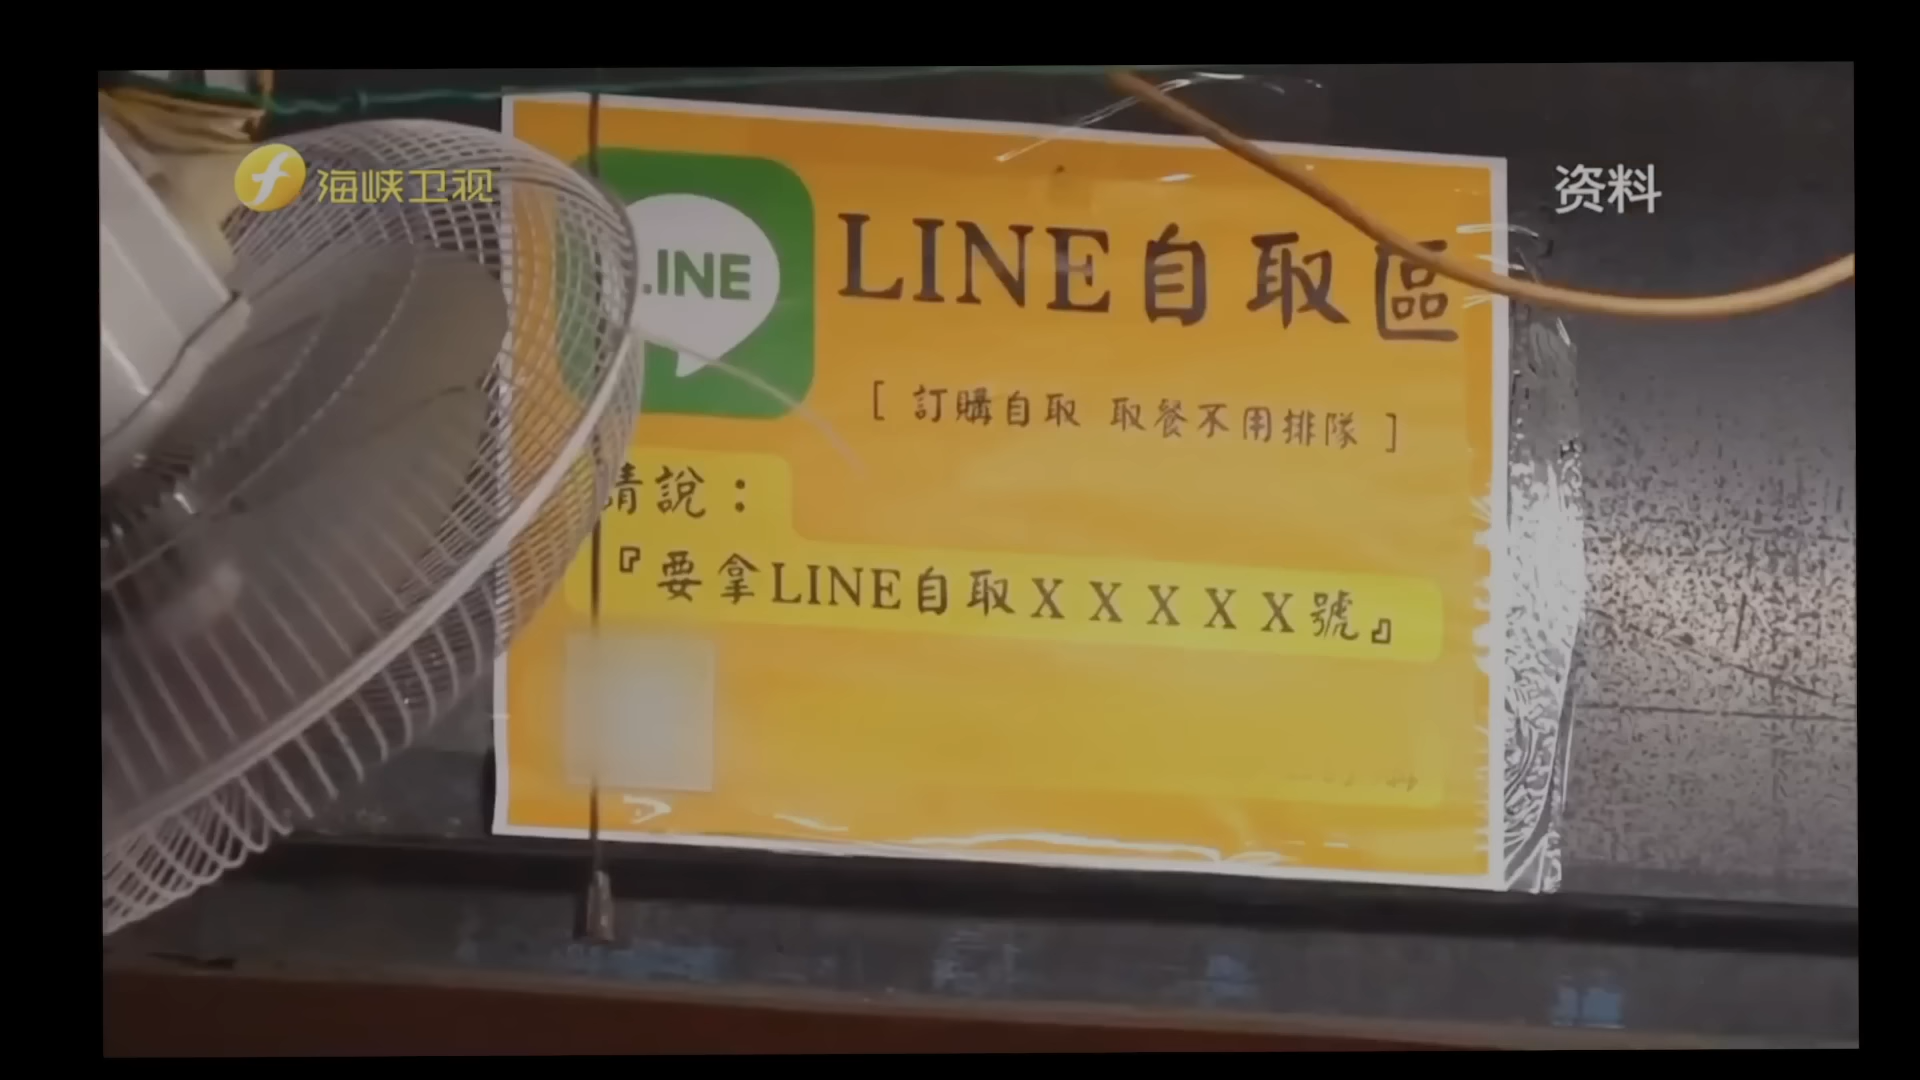 海峡卫视
资料
LINE
LINE自取區
[ 訂購自取 取餐不用排隊 ]
請說：
『要拿LINE自取XXXXX號』